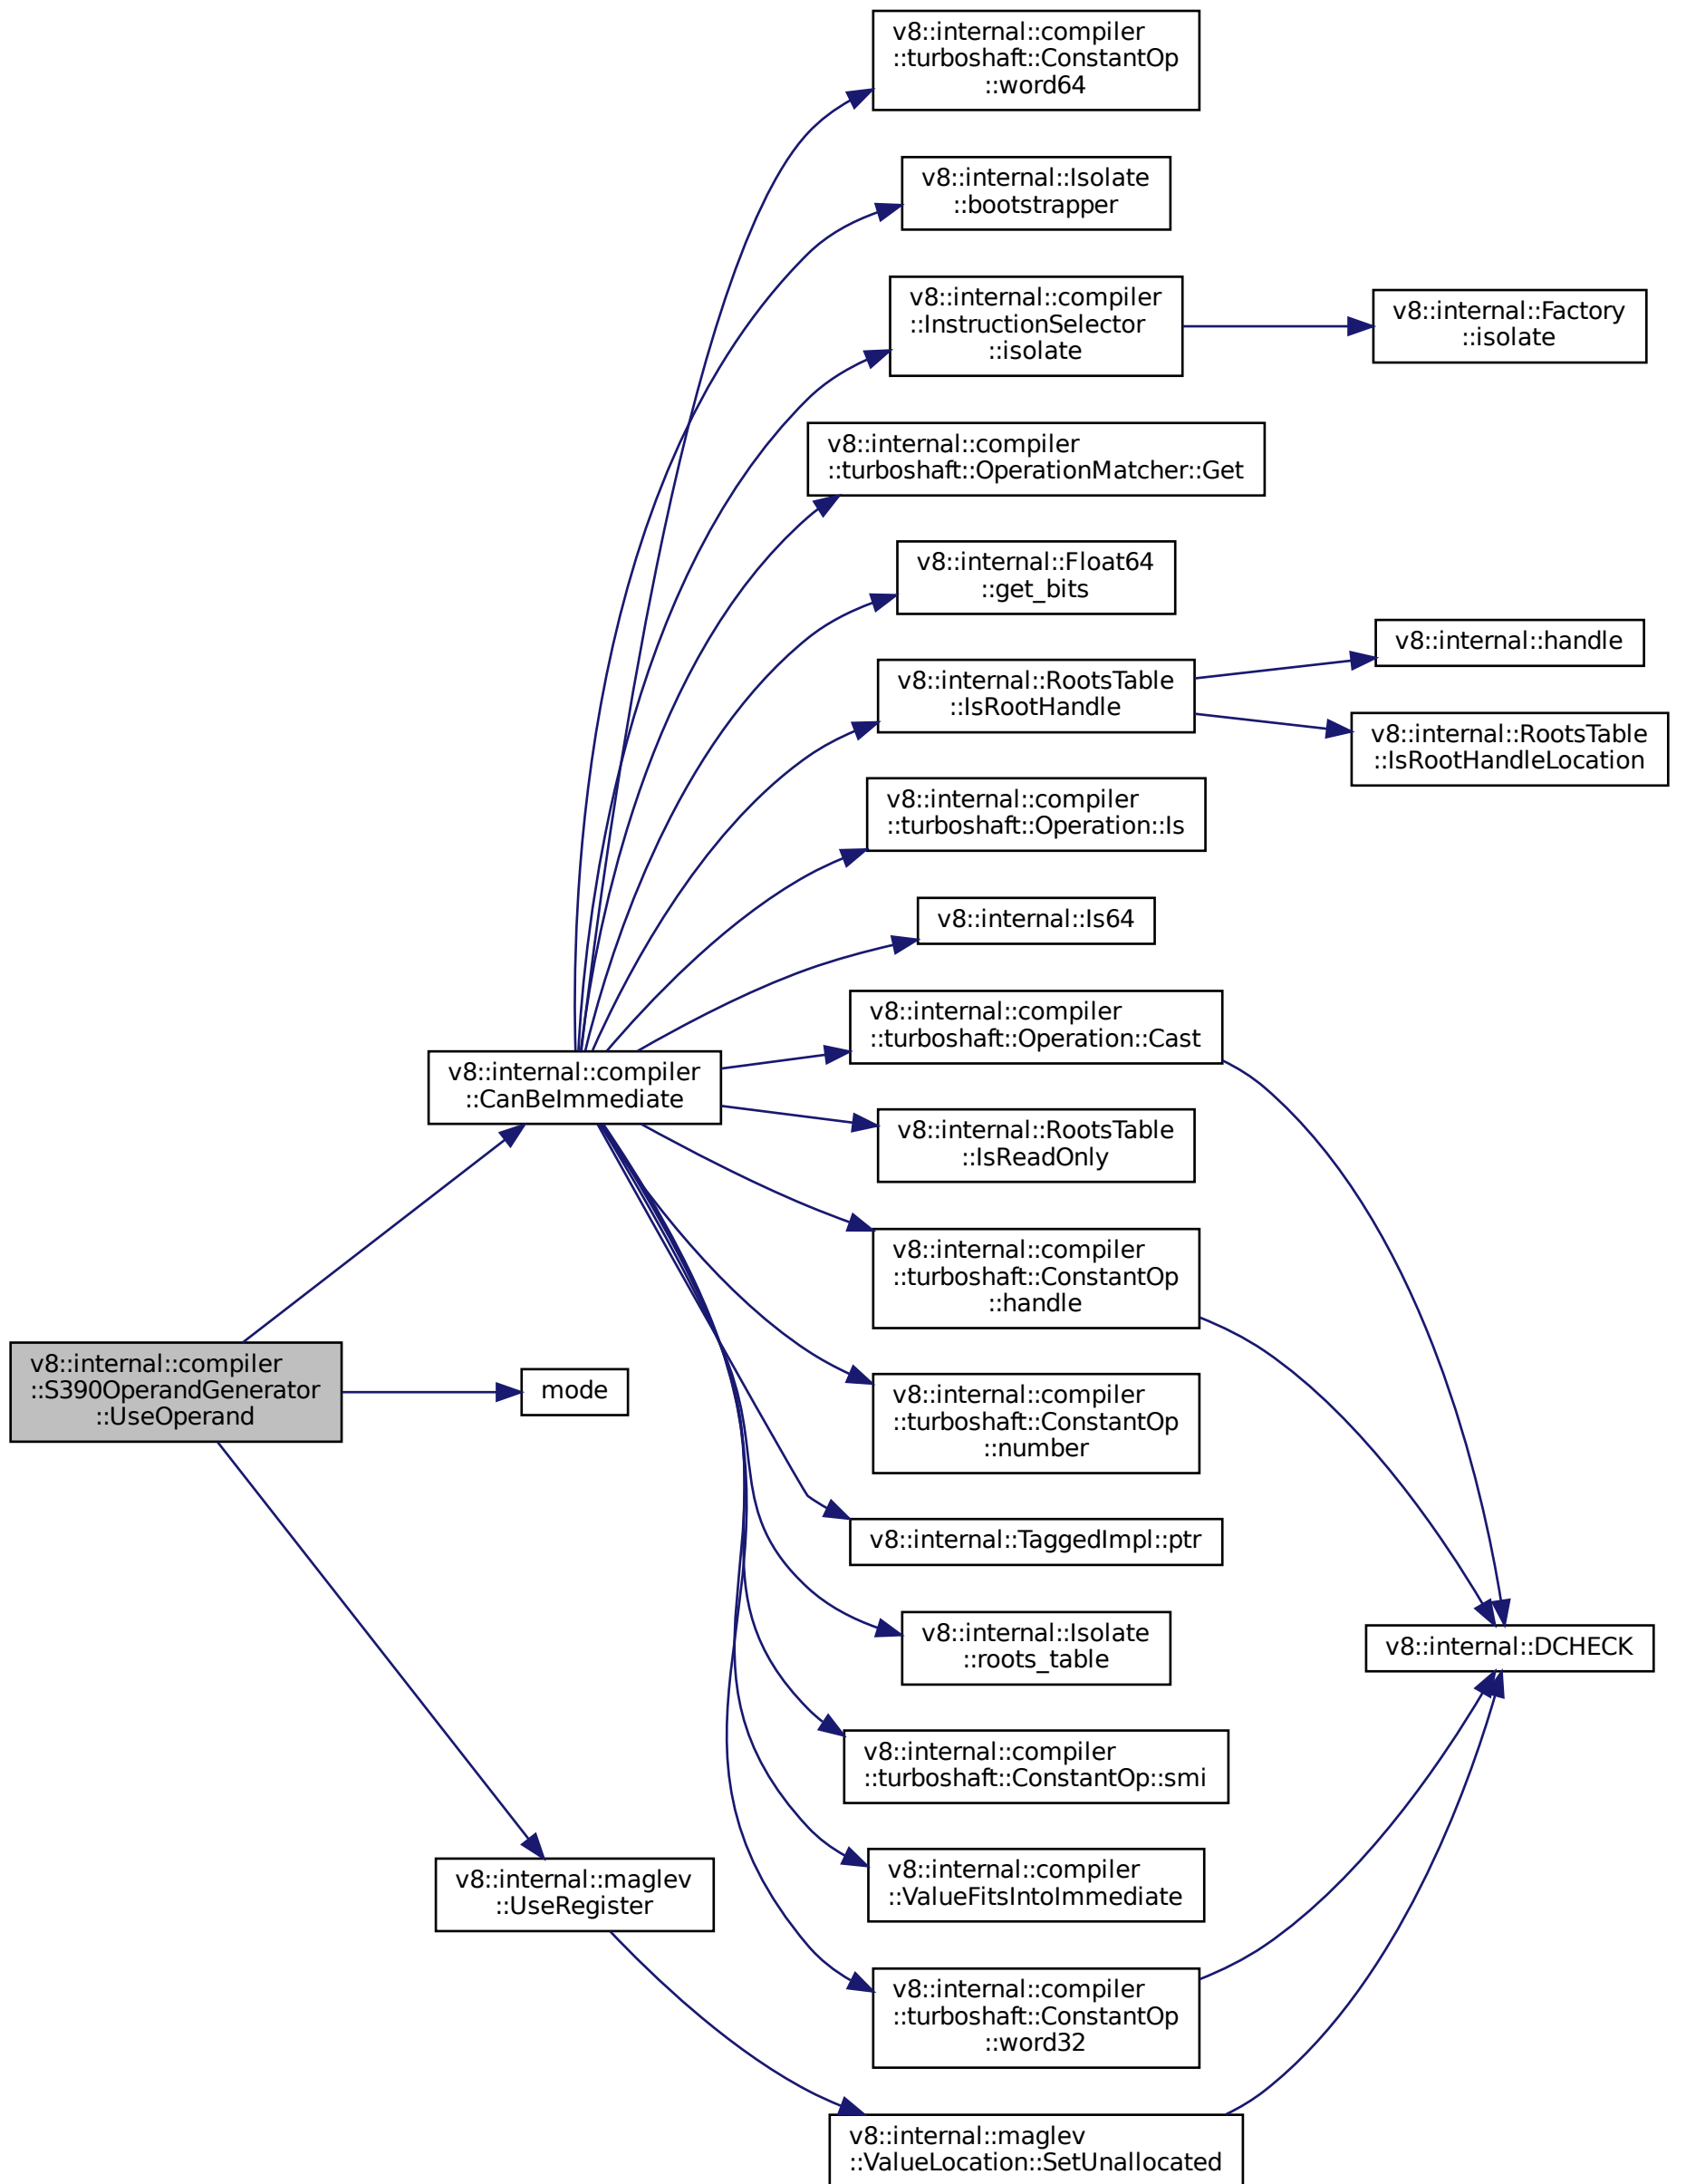 v8::internal::compiler
::turboshaft::ConstantOp
::word64
v8::internal::Isolate
::bootstrapper
v8::internal::compiler
::InstructionSelector
::isolate
v8::internal::Factory
::isolate
v8::internal::compiler
::turboshaft::OperationMatcher::Get
v8::internal::Float64
::get_bits
v8::internal::RootsTable
::IsRootHandle
v8::internal::handle
v8::internal::RootsTable
::IsRootHandleLocation
v8::internal::compiler
::turboshaft::Operation::Is
v8::internal::Is64
v8::internal::compiler
::turboshaft::Operation::Cast
v8::internal::compiler
::CanBeImmediate
v8::internal::RootsTable
::IsReadOnly
v8::internal::compiler
::turboshaft::ConstantOp
::handle
v8::internal::compiler
::S390OperandGenerator
::UseOperand
mode
v8::internal::compiler
::turboshaft::ConstantOp
::number
v8::internal::TaggedImpl::ptr
v8::internal::Isolate
::roots_table
v8::internal::DCHECK
v8::internal::compiler
::turboshaft::ConstantOp::smi
v8::internal::compiler
::ValueFitsIntoImmediate
v8::internal::maglev
::UseRegister
v8::internal::compiler
::turboshaft::ConstantOp
::word32
v8::internal::maglev
::ValueLocation::SetUnallocated